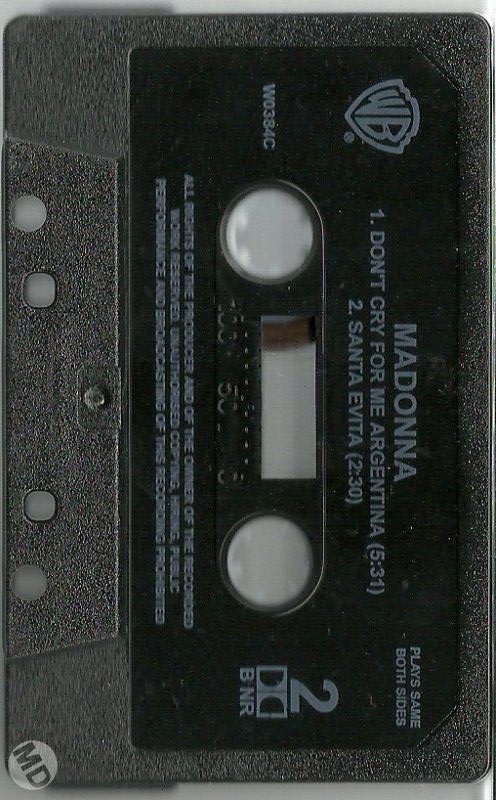 WB
®
MADONNA
1. DON'T CRY FOR ME ARGENTINA (5:31)
2. SANTA EVITA (2:30)
PLAYS SAME
BOTH SIDES
W0384C
2
B NR
ALL RIGHTS OF THE PRODUCER AND OF THE OWNER OF THE RECORDED
WORK RESERVED. UNAUTHORISED COPYING, HIRING, PUBLIC
PERFORMANCE AND BROADCASTING OF THIS RECORDING PROHIBITED
MD